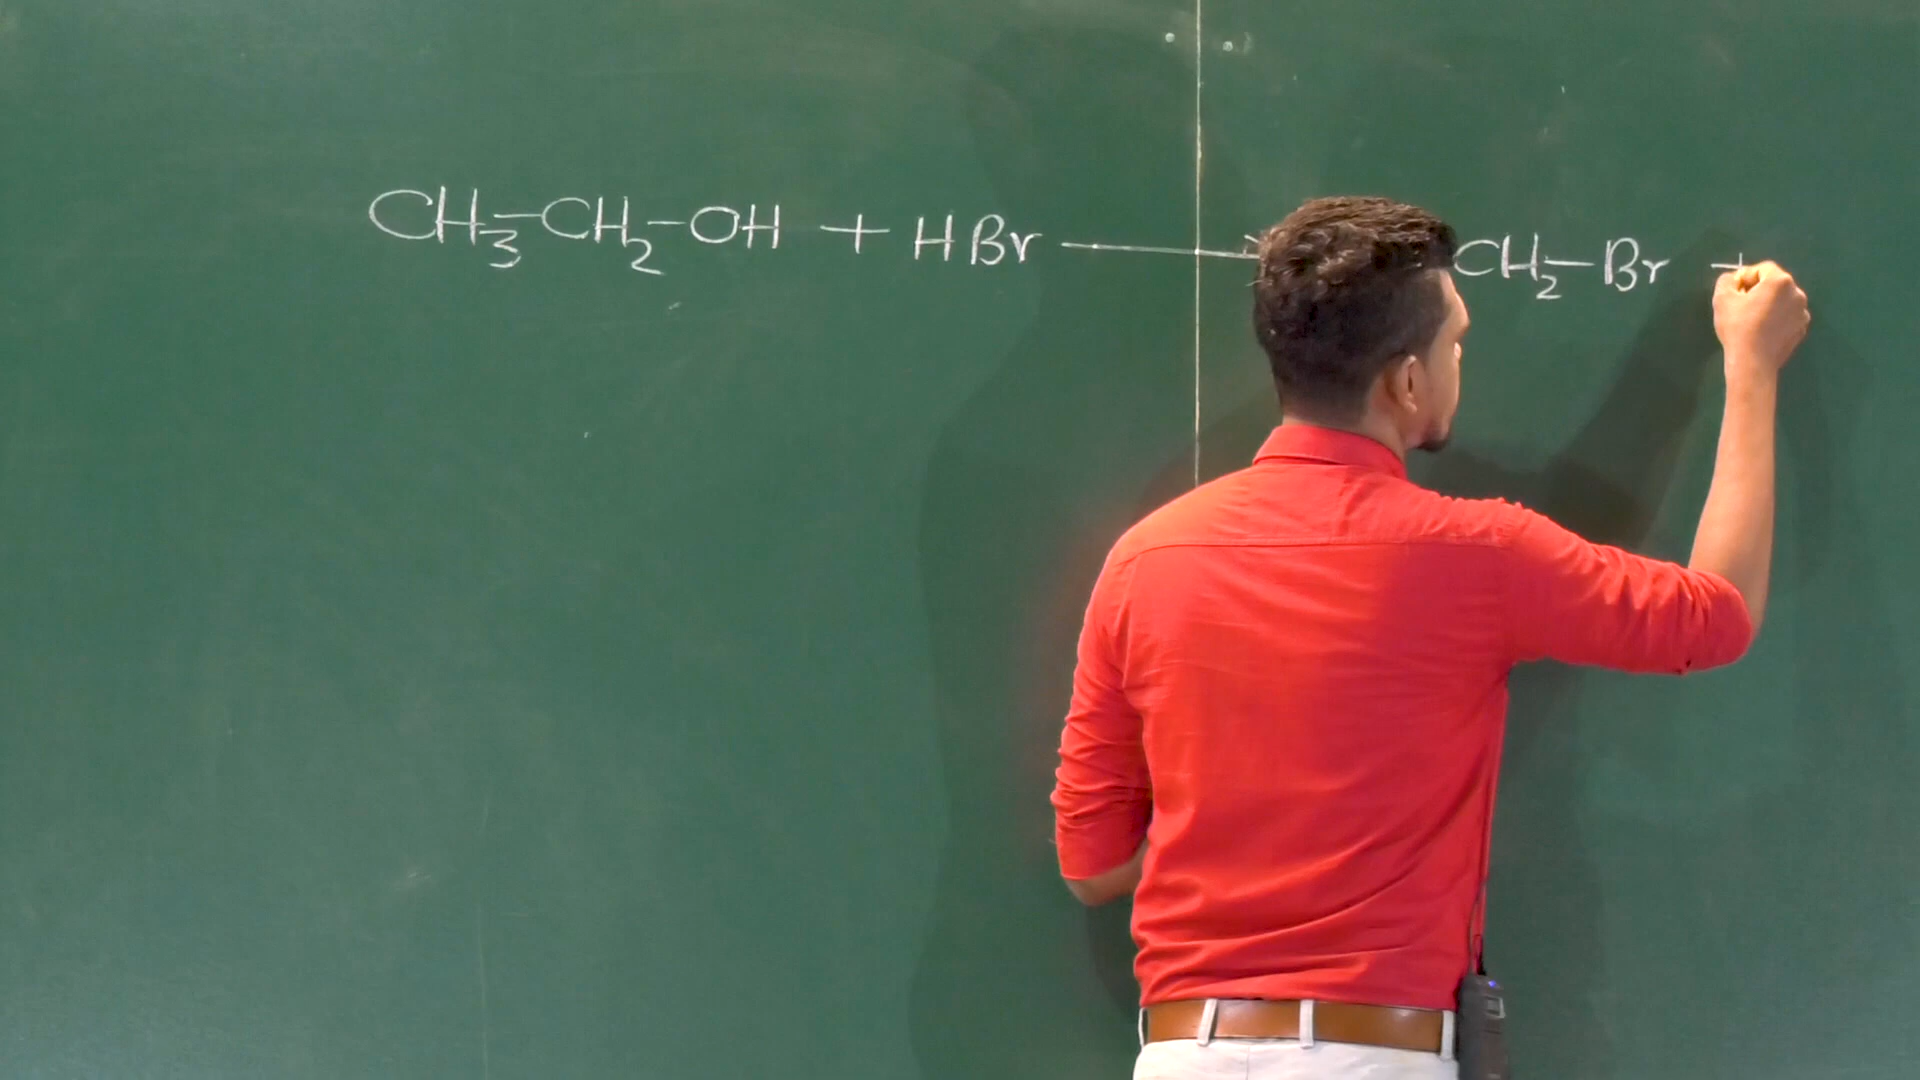 CH₃-CH₂-OH + HBr ⟶ CH₂-Br +